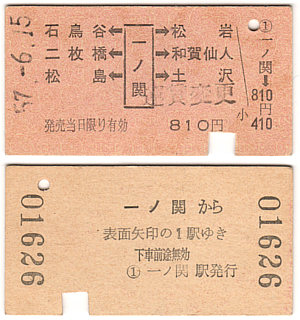 57.-6.15
石鳥谷 ↔ 一ノ関 ↔ 松岩
二枚橋 ↔ 和賀仙人
松島 ↔ 土沢
運賃変更
発売当日限り有効 810円
① 一ノ関 810円
小 410
01626
一ノ関 から
表面矢印の1駅ゆき
下車前途無効
① 一ノ関 駅発行
01626